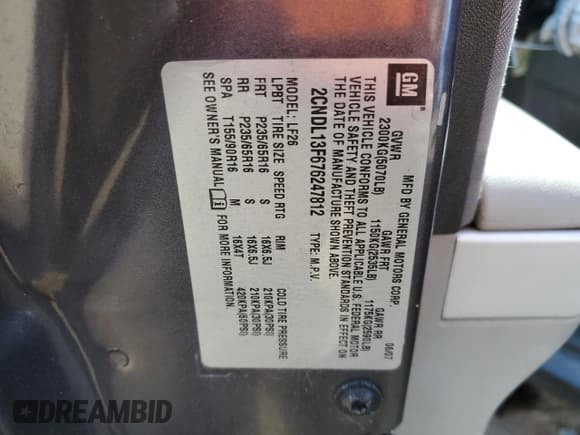 GM
MFD BY GENERAL MOTORS CORP.
06/07
GVWR GAWR FRT GAWR RR
2300KG(5070LB) 1150KG(2535LB) 1175KG(2590LB)
THIS VEHICLE CONFORMS TO ALL APPLICABLE U.S. FEDERAL MOTOR
VEHICLE SAFETY AND THEFT PREVENTION STANDARDS IN EFFECT ON
THE DATE OF MANUFACTURE SHOWN ABOVE.
2CNDL13F676247812 TYPE: M.P.V.
MODEL: LF26
LPBT TIRE SIZE SPEED RTG RIM COLD TIRE PRESSURE
FRT P235/65R16 S 16X6.5J 210KPA(30PSI)
RR P235/65R16 S 16X6.5J 210KPA(30PSI)
SPA T155/90R16 M 16X4T 420KPA(60PSI)
SEE OWNER'S MANUAL FOR MORE INFORMATION.
DREAMBID